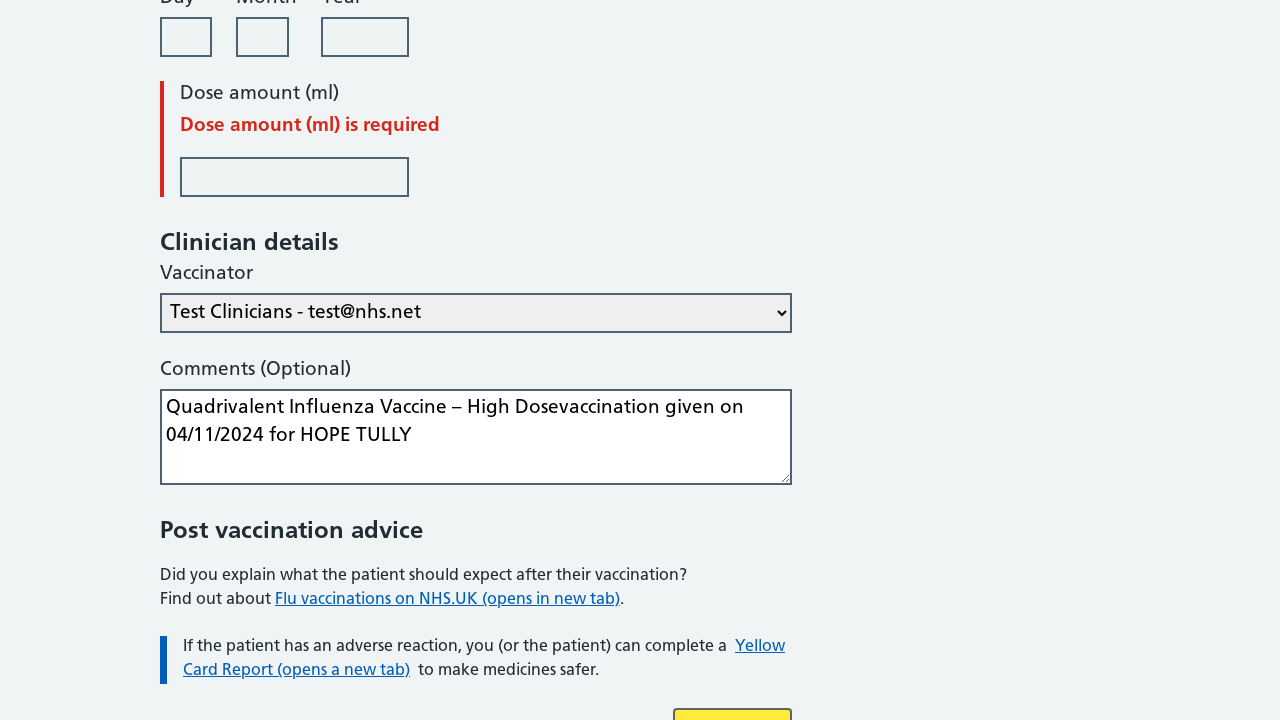 Day Month Year
Dose amount (ml)
Dose amount (ml) is required
Clinician details
Vaccinator
Test Clinicians - test@nhs.net
Comments (Optional)
Quadrivalent Influenza Vaccine – High Dosevaccination given on
04/11/2024 for HOPE TULLY
Post vaccination advice
Did you explain what the patient should expect after their vaccination?
Find out about Flu vaccinations on NHS.UK (opens in new tab).
If the patient has an adverse reaction, you (or the patient) can complete a Yellow
Card Report (opens a new tab) to make medicines safer.